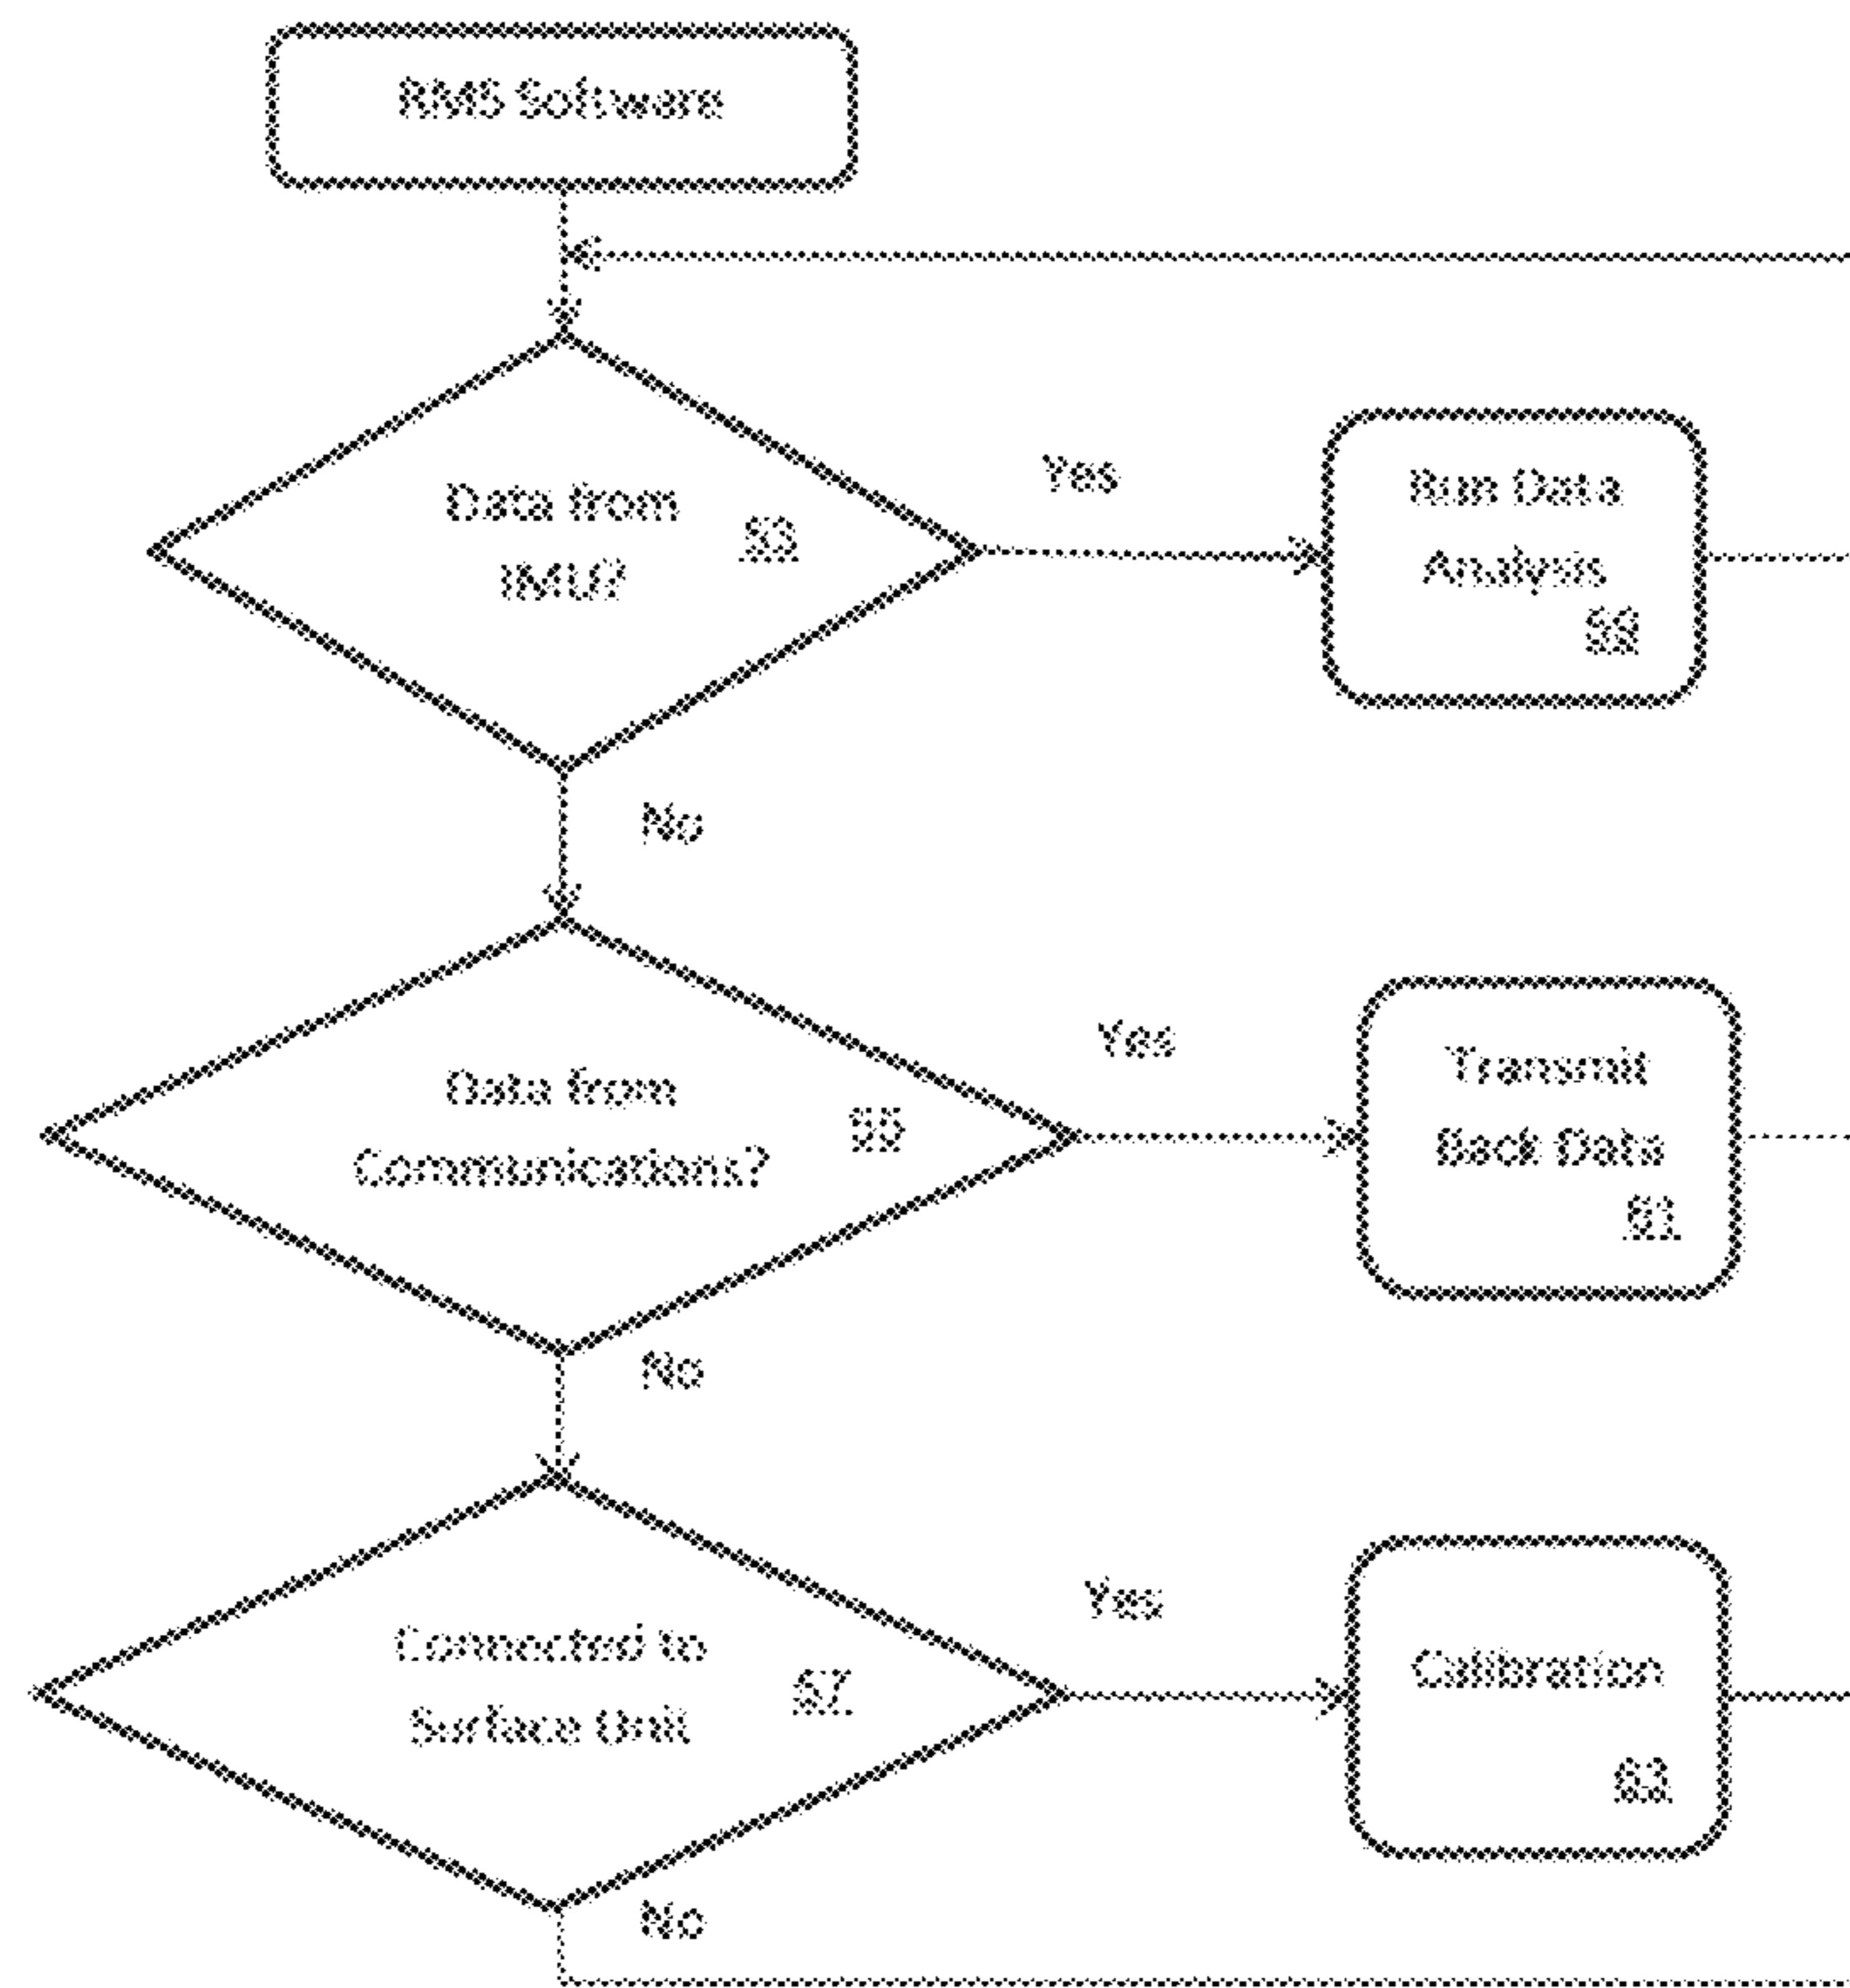 RMS Software
Data from
IMU?
53
Yes
Run Data
Analysis
59
No
Data from
Communications?
55
Yes
Transmit
Back Data
61
No
Connected to
Surface Unit
57
Yes
Calibration
63
No